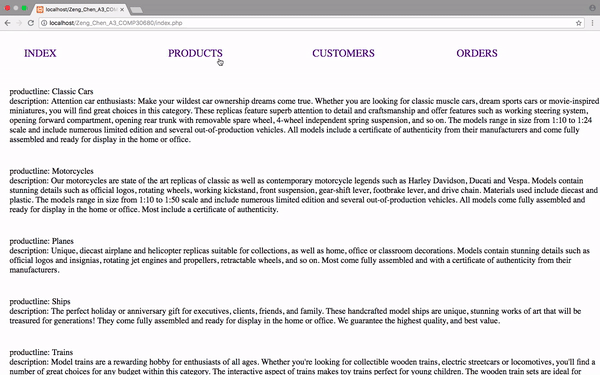 localhost/Zeng_Chen_A3_COMP
localhost/Zeng_Chen_A3_COMP30680/index.php
INDEX PRODUCTS CUSTOMERS ORDERS
productline: Classic Cars
description: Attention car enthusiasts: Make your wildest car ownership dreams come true. Whether you are looking for classic muscle cars, dream sports cars or movie-inspired
miniatures, you will find great choices in this category. These replicas feature superb attention to detail and craftsmanship and offer features such as working steering system,
opening forward compartment, opening rear trunk with removable spare wheel, 4-wheel independent spring suspension, and so on. The models range in size from 1:10 to 1:24
scale and include numerous limited edition and several out-of-production vehicles. All models include a certificate of authenticity from their manufacturers and come fully
assembled and ready for display in the home or office.
productline: Motorcycles
description: Our motorcycles are state of the art replicas of classic as well as contemporary motorcycle legends such as Harley Davidson, Ducati and Vespa. Models contain
stunning details such as official logos, rotating wheels, working kickstand, front suspension, gear-shift lever, footbrake lever, and drive chain. Materials used include diecast and
plastic. The models range in size from 1:10 to 1:50 scale and include numerous limited edition and several out-of-production vehicles. All models come fully assembled and
ready for display in the home or office. Most include a certificate of authenticity.
productline: Planes
description: Unique, diecast airplane and helicopter replicas suitable for collections, as well as home, office or classroom decorations. Models contain stunning details such as
official logos and insignias, rotating jet engines and propellers, retractable wheels, and so on. Most come fully assembled and with a certificate of authenticity from their
manufacturers.
productline: Ships
description: The perfect holiday or anniversary gift for executives, clients, friends, and family. These handcrafted model ships are unique, stunning works of art that will be
treasured for generations! They come fully assembled and ready for display in the home or office. We guarantee the highest quality, and best value.
productline: Trains
description: Model trains are a rewarding hobby for enthusiasts of all ages. Whether you're looking for collectible wooden trains, electric streetcars or locomotives, you'll find a
number of great choices for any budget within this category. The interactive aspect of trains makes toy trains perfect for young children. The wooden train sets are ideal for